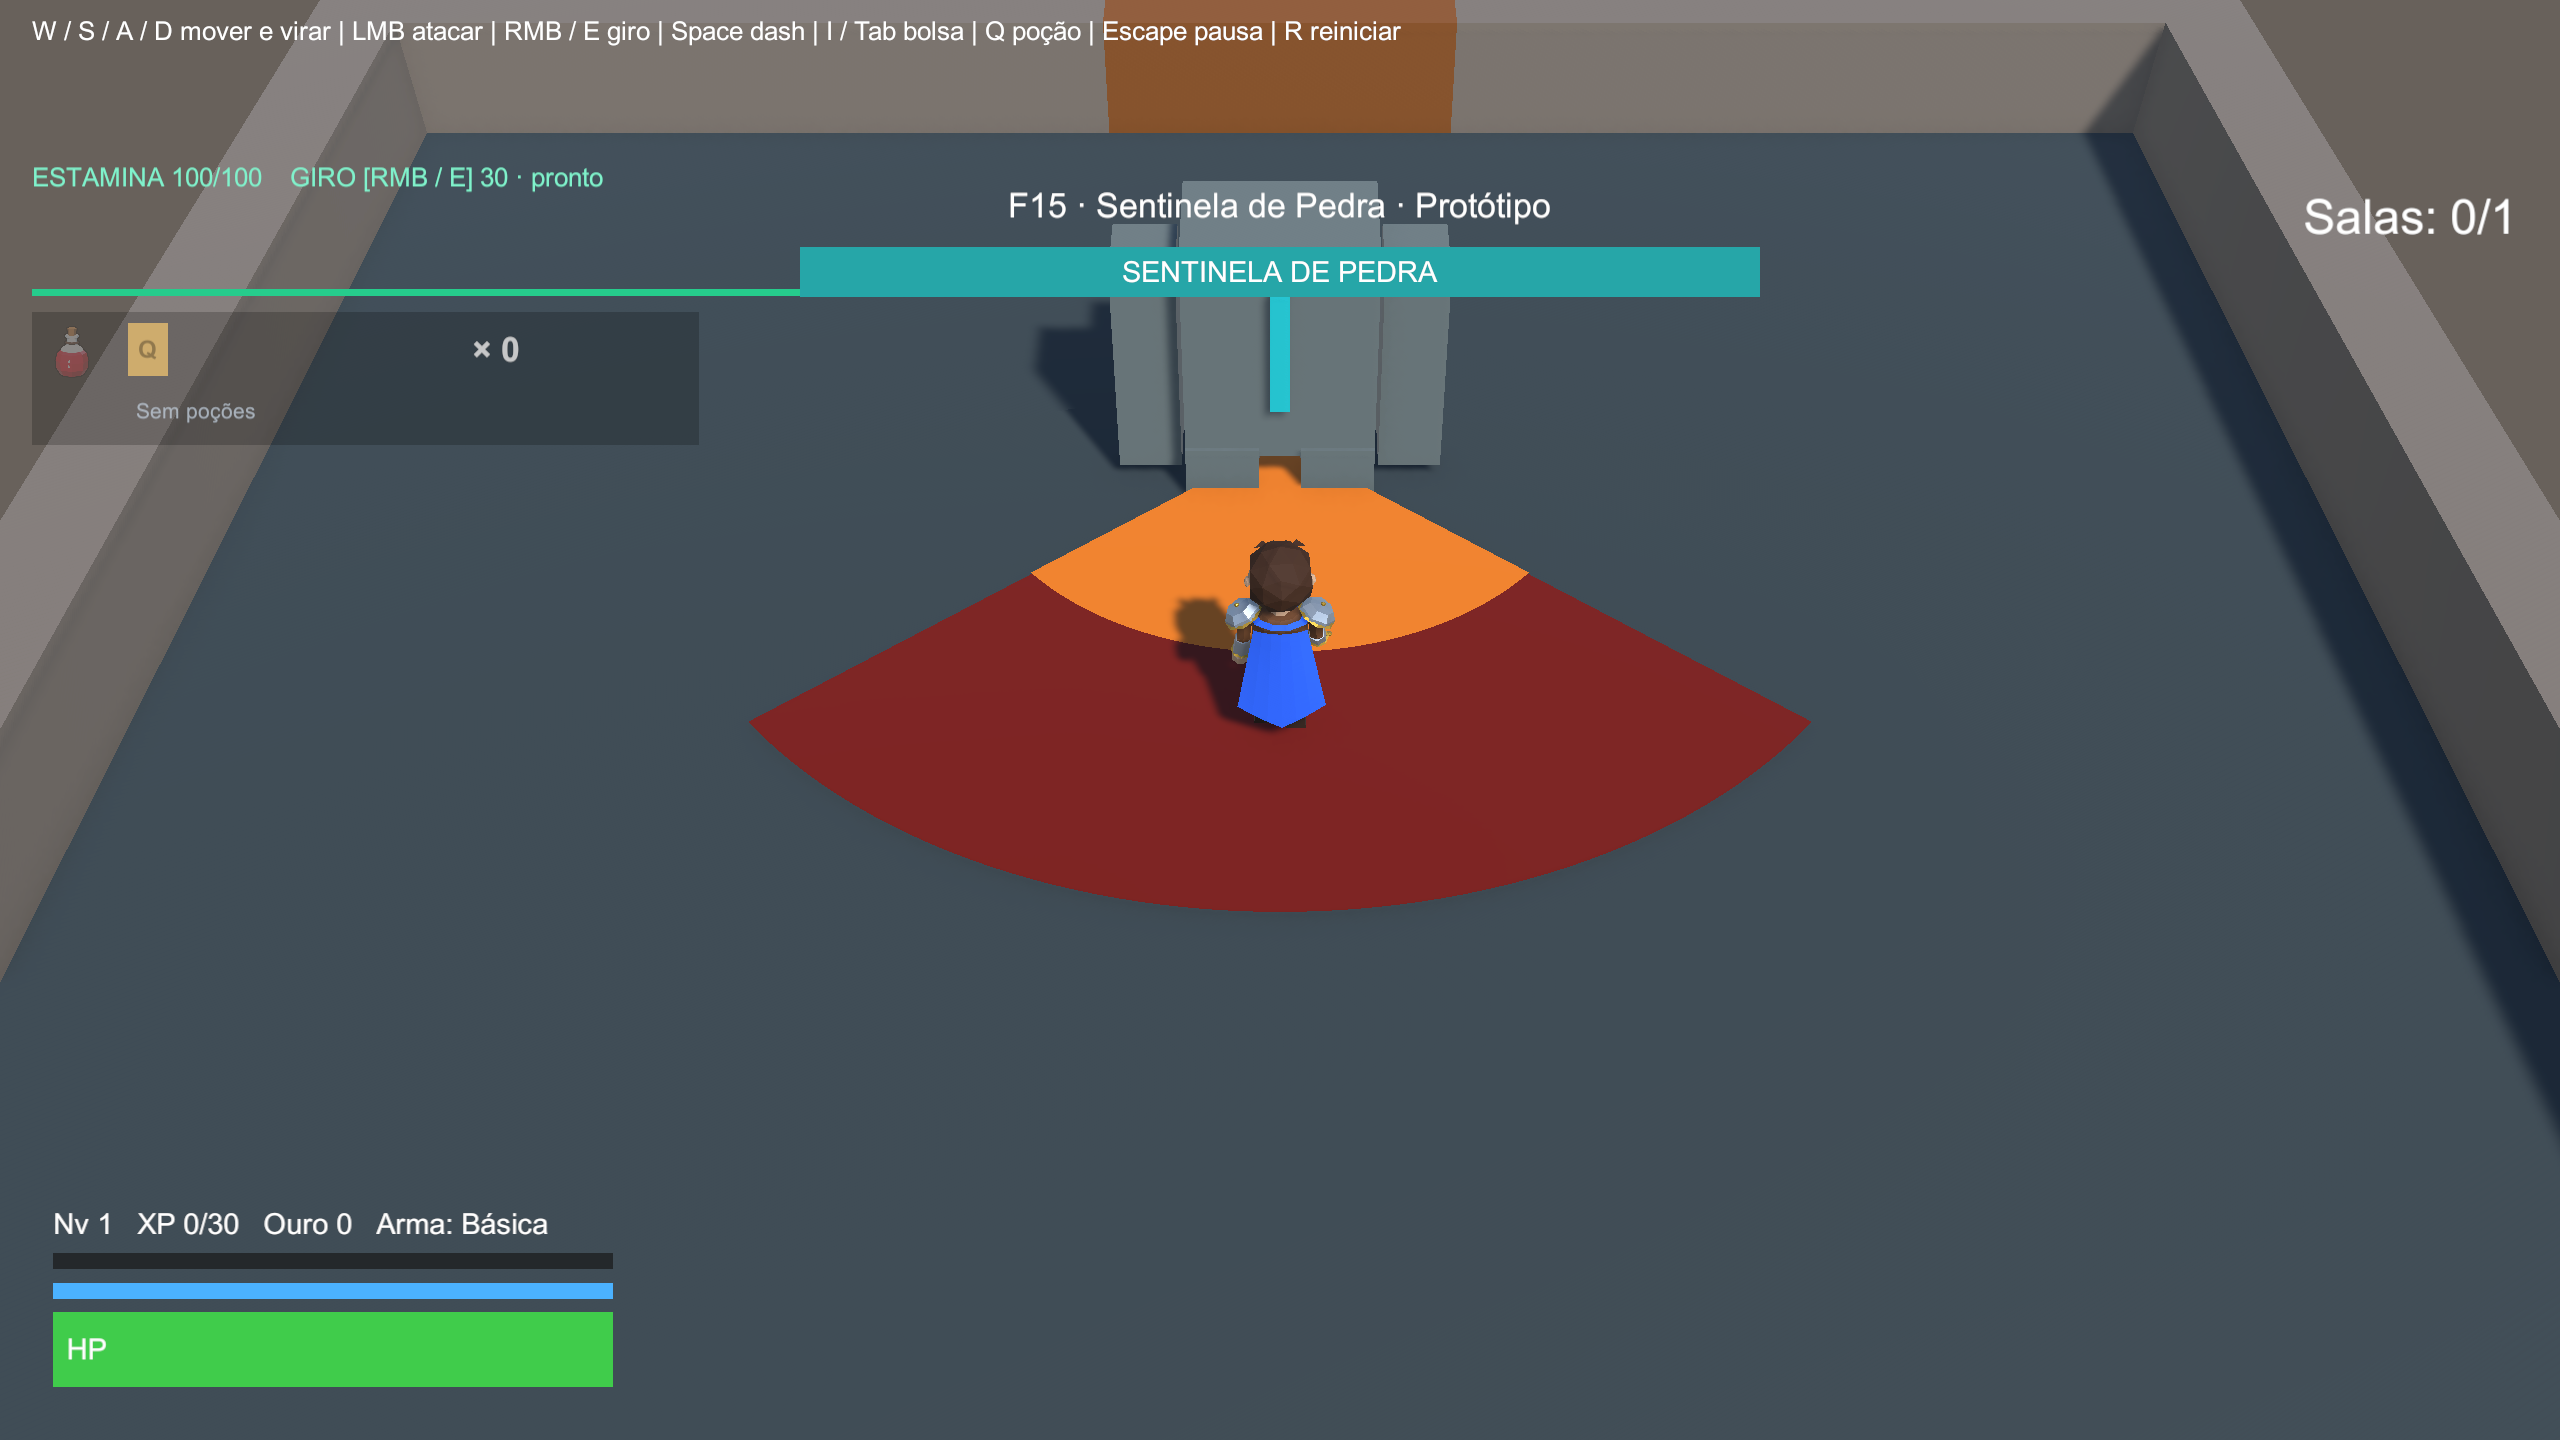 W / S / A / D mover e virar | LMB atacar | RMB / E giro | Space dash | I / Tab bolsa | Q poção | Escape pausa | R reiniciar
ESTAMINA 100/100 GIRO [RMB / E] 30 · pronto
F15 · Sentinela de Pedra · Protótipo
Salas: 0/1
SENTINELA DE PEDRA
Q × 0
Sem poções
Nv 1 XP 0/30 Ouro 0 Arma: Básica
HP